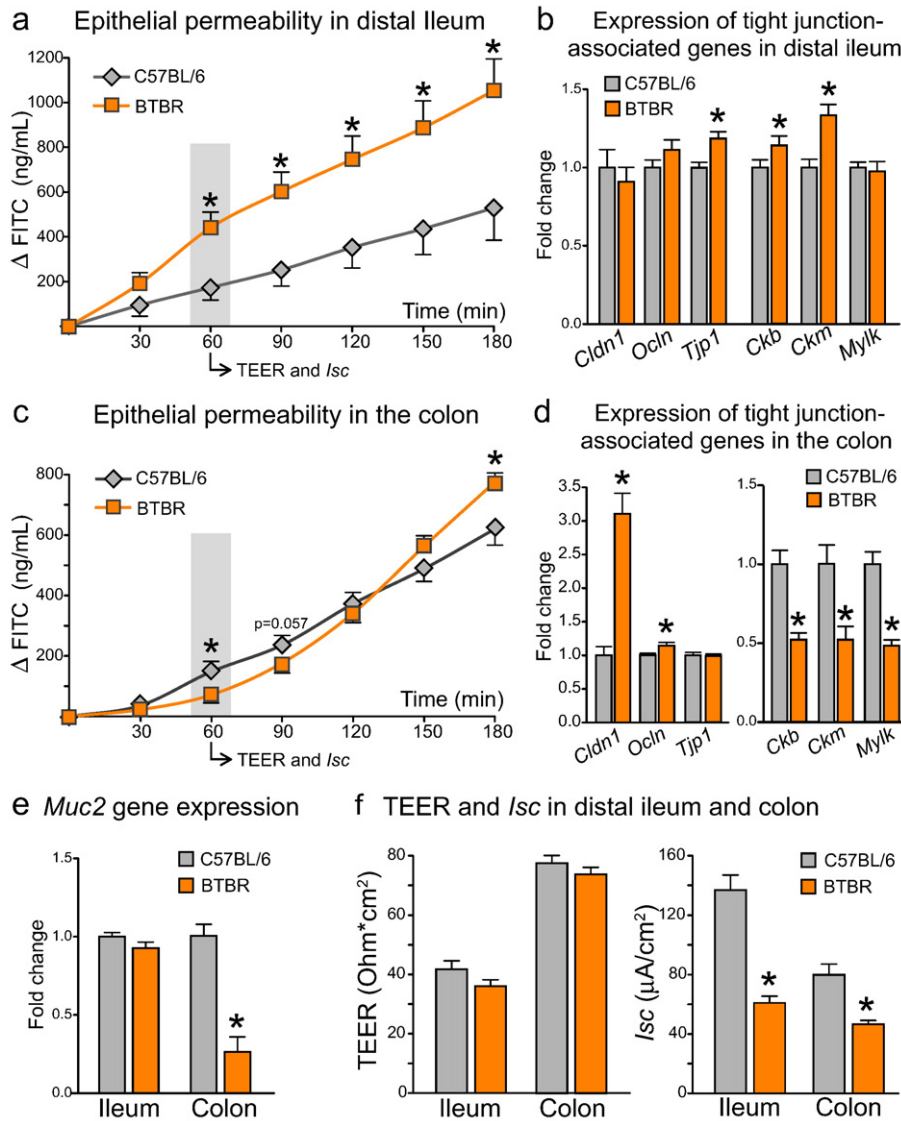 a Epithelial permeability in distal Ileum
1200
1000
800
600
400
200
Δ FITC (ng/mL)
C57BL/6
BTBR
* * * * *
Time (min)
30 60 90 120 150 180
TEER and Isc
b Expression of tight junction-
associated genes in distal ileum
C57BL/6
BTBR
1.5
1.0
0.5
0.0
Fold change
* * *
Cldn1 Ocln Tjp1 Ckb Ckm Mylk
c Epithelial permeability in the colon
800
600
400
200
Δ FITC (ng/mL)
C57BL/6
BTBR
* p=0.057 *
Time (min)
30 60 90 120 150 180
TEER and Isc
d Expression of tight junction-
associated genes in the colon
3.5
3.0
2.5
2.0
1.5
1.0
0.5
0.0
Fold change
* *
Cldn1 Ocln Tjp1
C57BL/6
BTBR
1.5
1.0
0.5
0.0
* * *
Ckb Ckm Mylk
e Muc2 gene expression
C57BL/6
BTBR
1.5
1.0
0.5
0.0
Fold change
*
Ileum Colon
f TEER and Isc in distal ileum and colon
80
60
40
20
0
TEER (Ohm*cm²)
Ileum Colon
C57BL/6
BTBR
160
120
80
40
0
Isc (µA/cm²)
* *
Ileum Colon